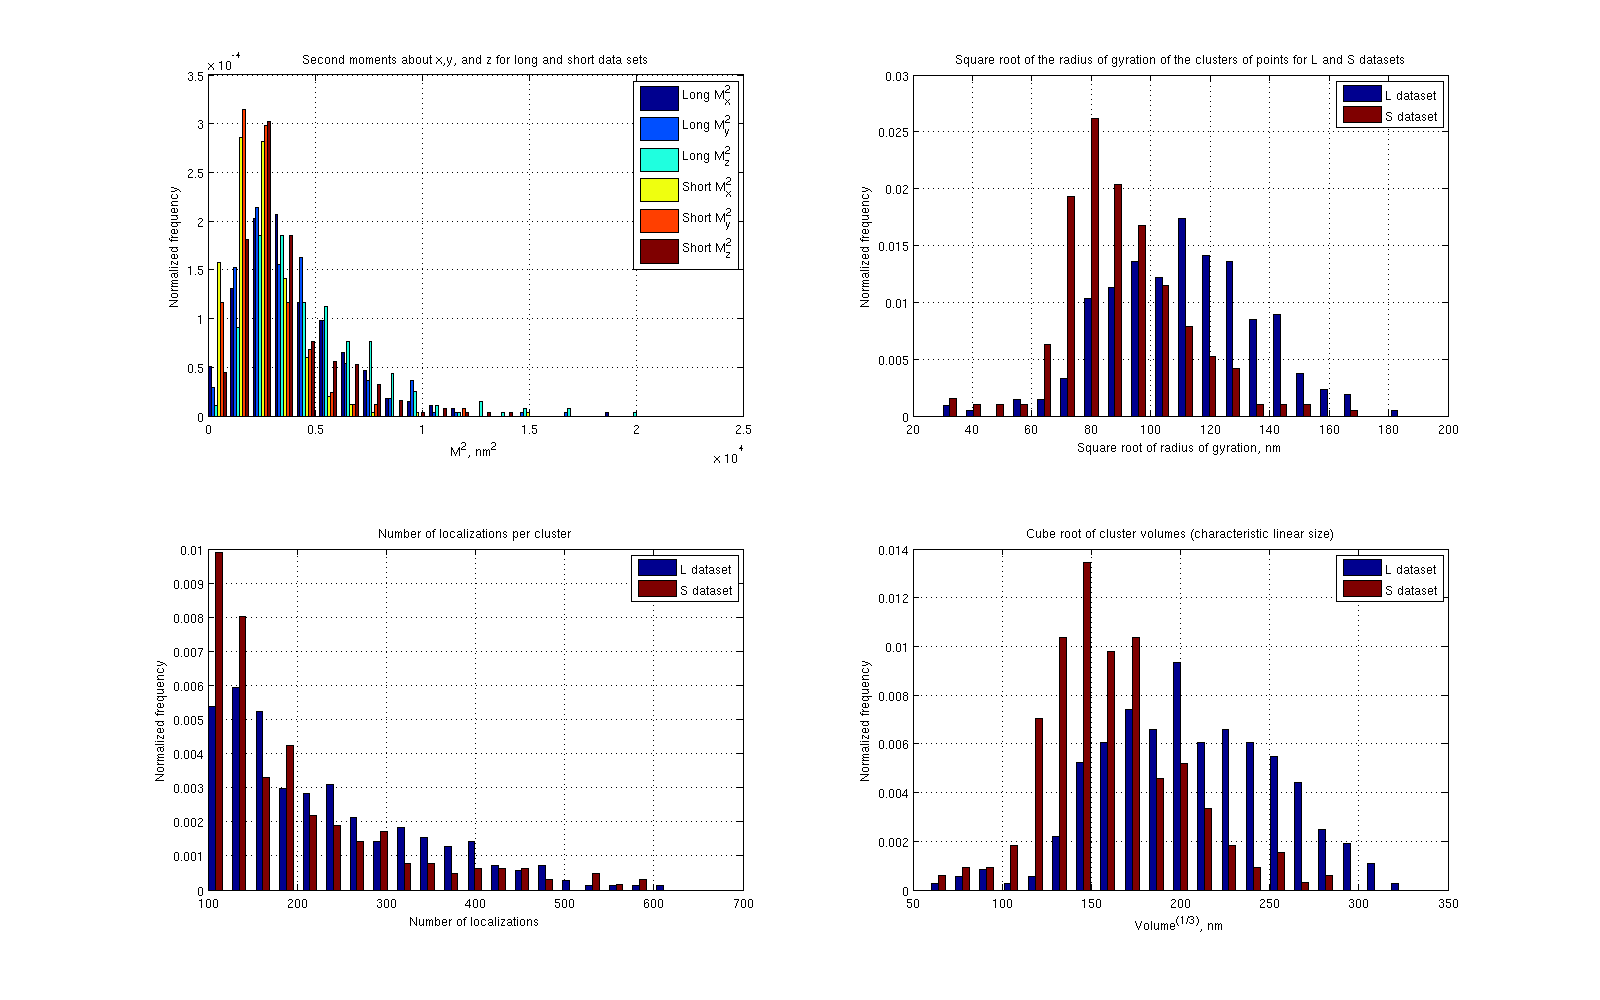 Second moments about x,y, and z for long and short data sets
× 10^-4
3.5
3
2.5
2
1.5
1
0.5
0
Normalized frequency
Long M_x^2
Long M_y^2
Long M_z^2
Short M_x^2
Short M_y^2
Short M_z^2
0 0.5 1 1.5 2 2.5
M^2, nm^2
× 10^4
Square root of the radius of gyration of the clusters of points for L and S datasets
0.03
0.025
0.02
0.015
0.01
0.005
0
Normalized frequency
L dataset
S dataset
20 40 60 80 100 120 140 160 180 200
Square root of radius of gyration, nm
Number of localizations per cluster
0.01
0.009
0.008
0.007
0.006
0.005
0.004
0.003
0.002
0.001
0
Normalized frequency
L dataset
S dataset
100 200 300 400 500 600 700
Number of localizations
Cube root of cluster volumes (characteristic linear size)
0.014
0.012
0.01
0.008
0.006
0.004
0.002
0
Normalized frequency
L dataset
S dataset
50 100 150 200 250 300 350
Volume^(1/3), nm